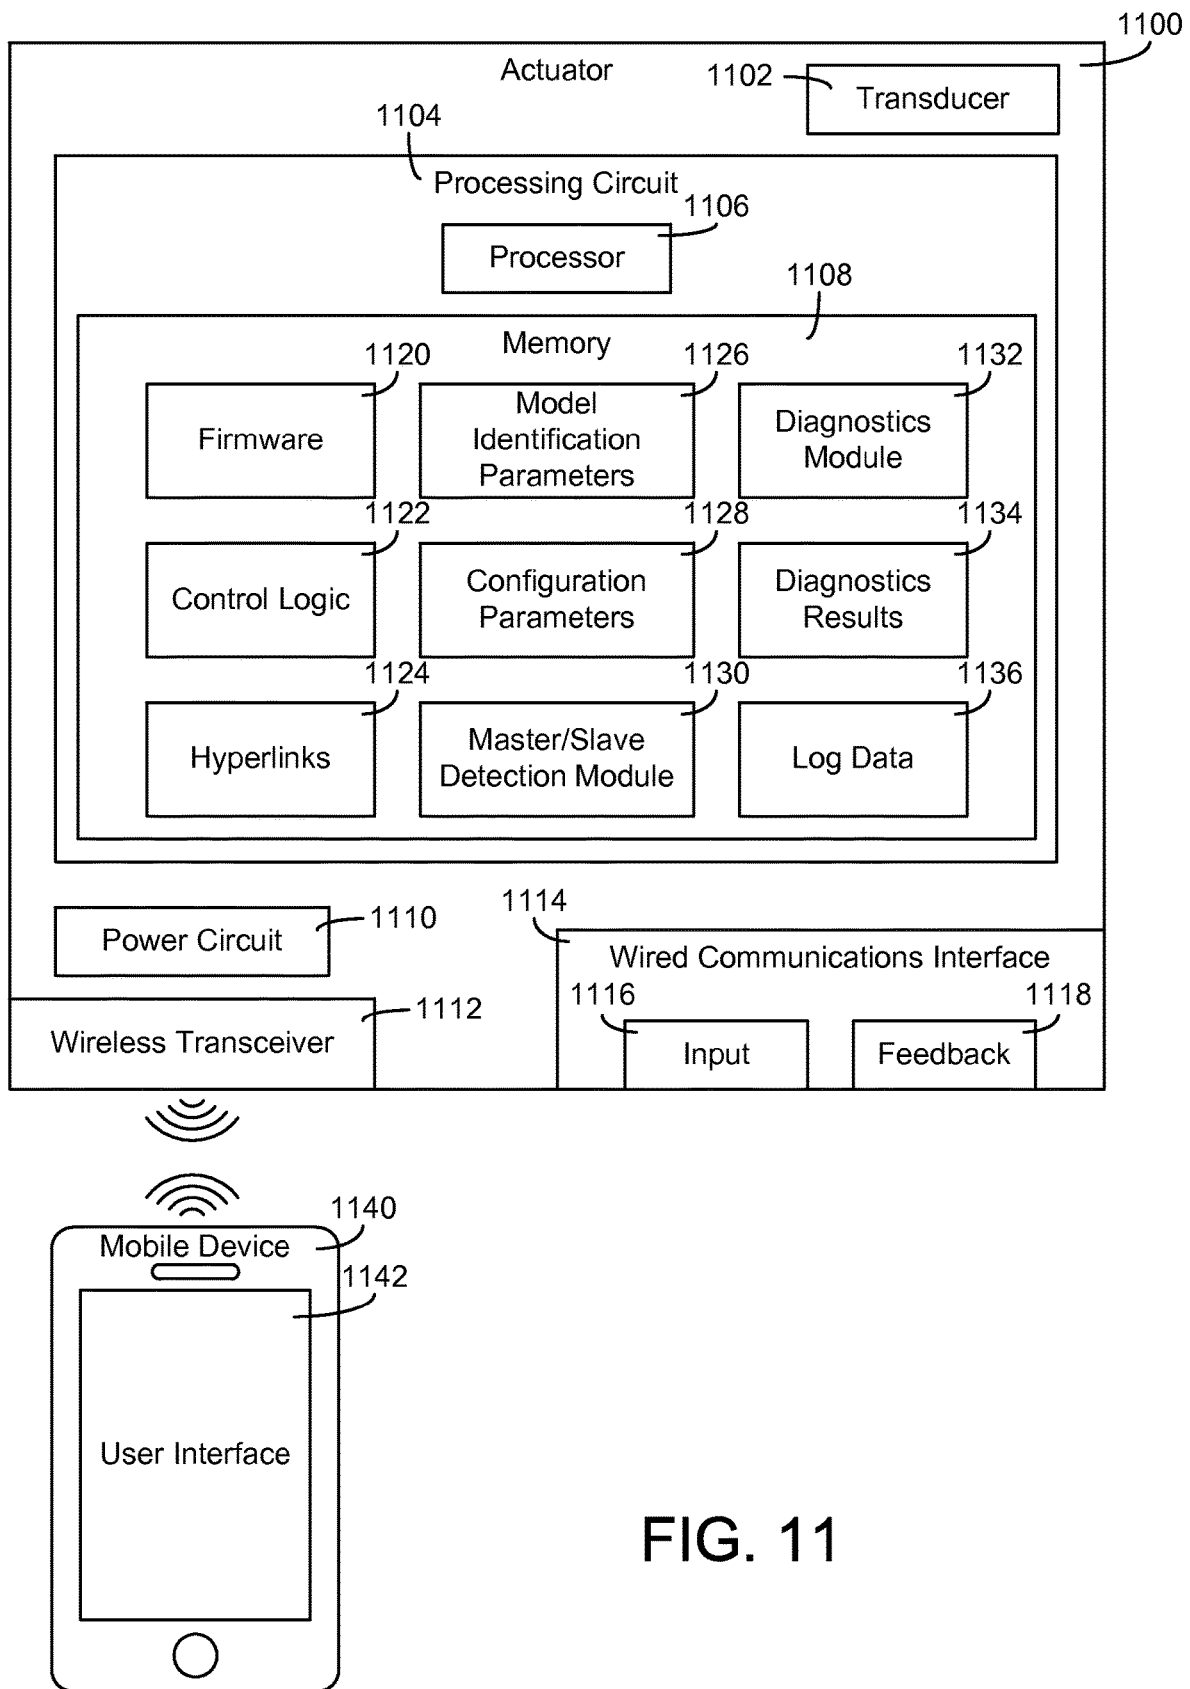 1100
Actuator
1102
Transducer
1104
Processing Circuit
1106
Processor
1108
Memory
1120
1126
1132
Firmware
Model
Identification
Parameters
Diagnostics
Module
1122
1128
1134
Control Logic
Configuration
Parameters
Diagnostics
Results
1124
1130
1136
Hyperlinks
Master/Slave
Detection Module
Log Data
1110
Power Circuit
1114
Wired Communications Interface
1112
Wireless Transceiver
1116
Input
1118
Feedback
1140
Mobile Device
1142
User Interface
FIG. 11